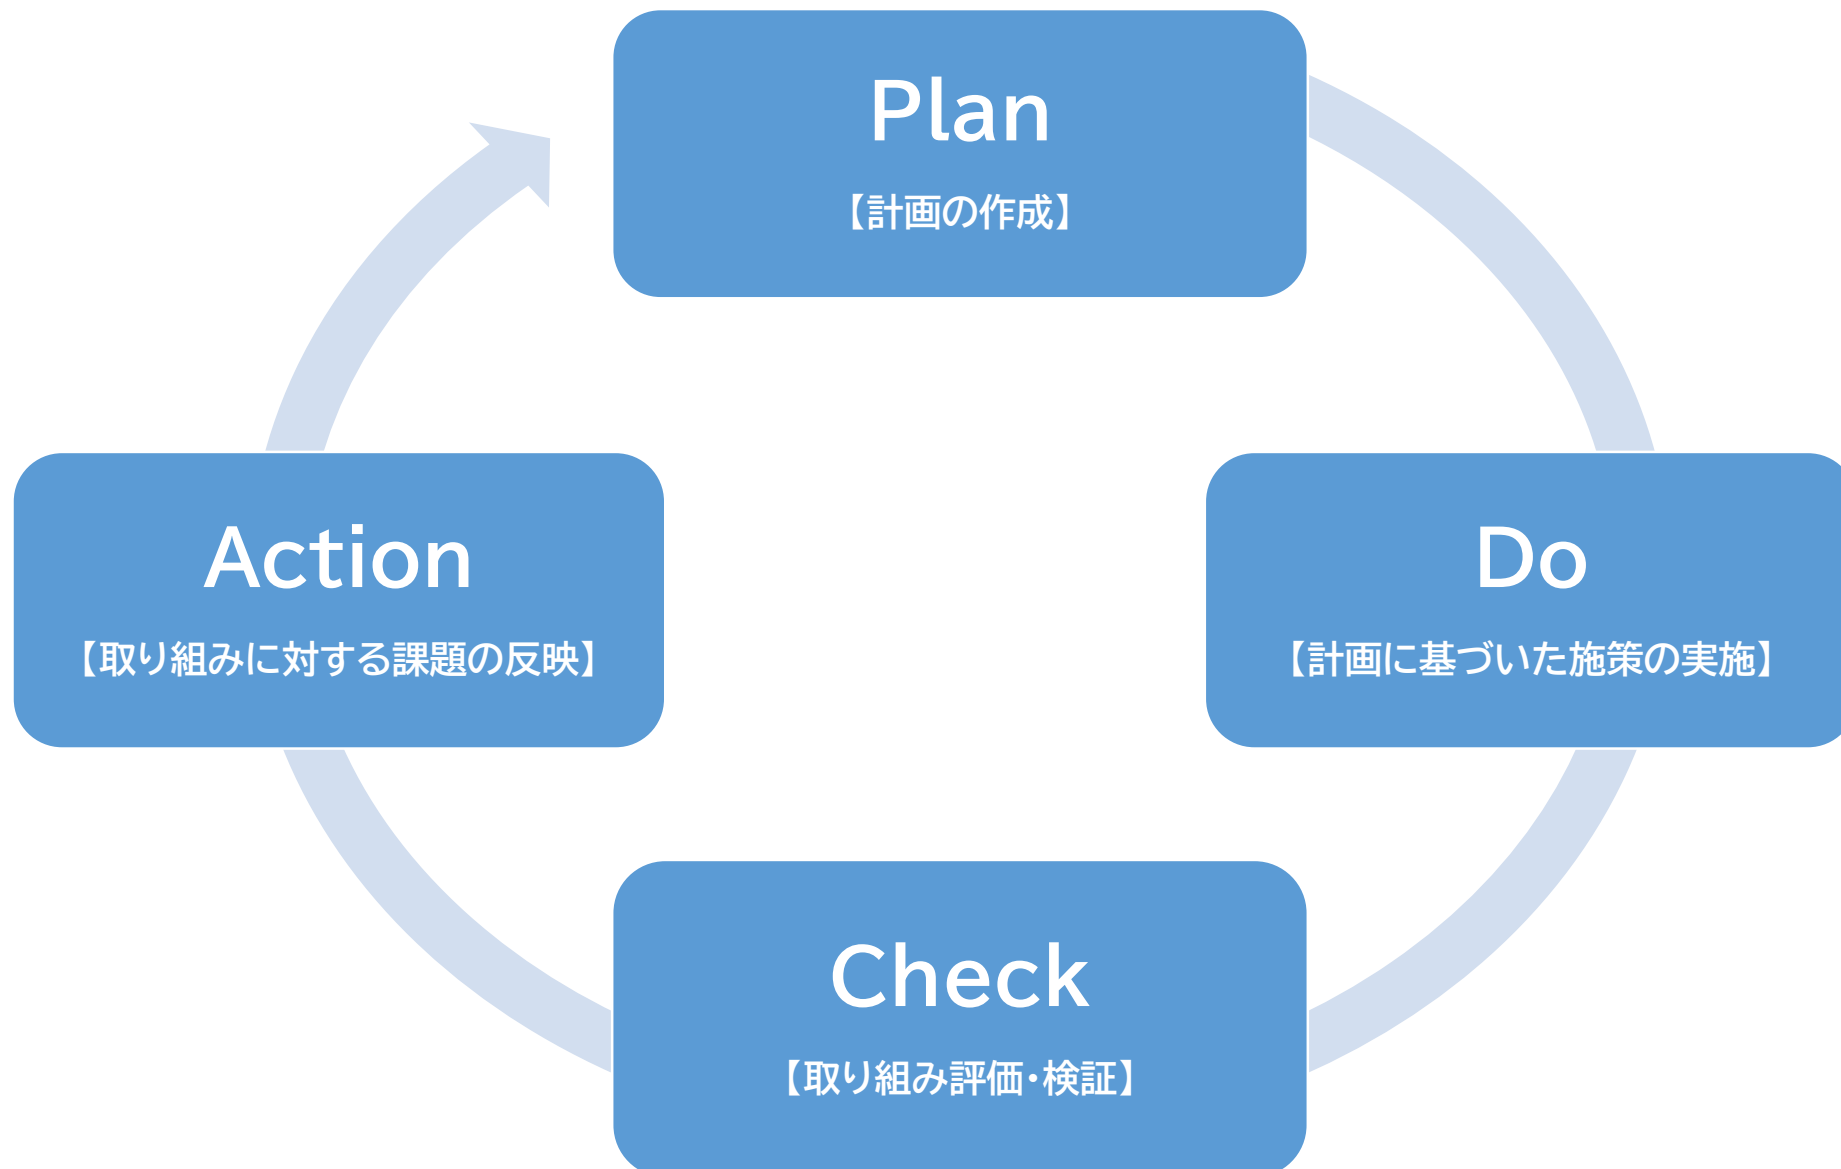 Plan
【計画の作成】
Action
【取り組みに対する課題の反映】
Do
【計画に基づいた施策の実施】
Check
【取り組み評価・検証】